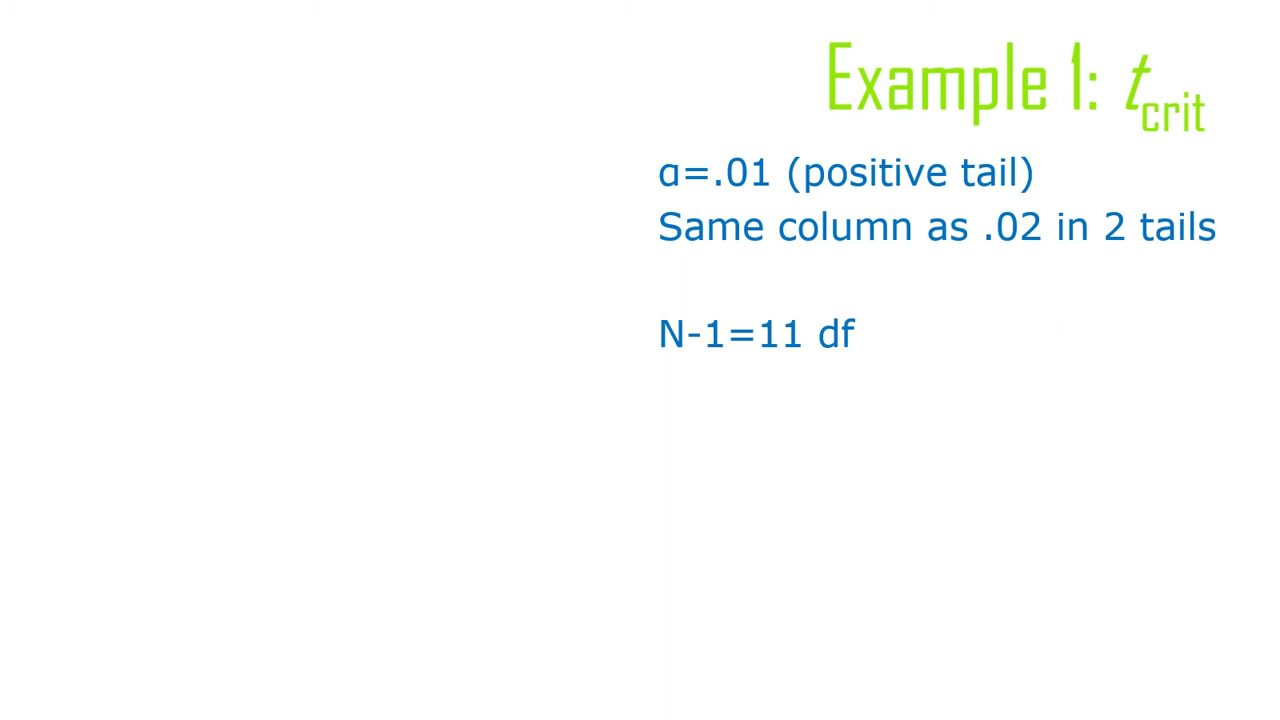 Example 1: tcrit
α=.01 (positive tail)
Same column as .02 in 2 tails
N-1=11 df